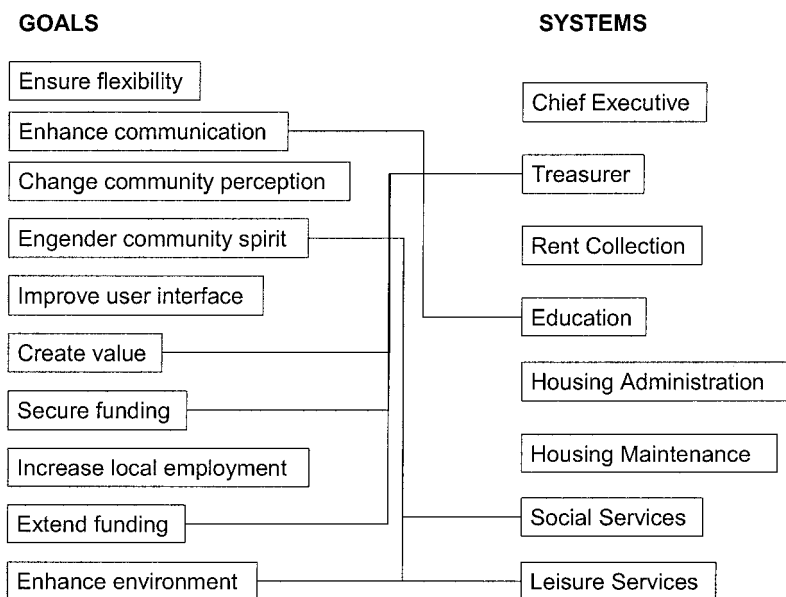 GOALS
Ensure flexibility
Enhance communication
Change community perception
Engender community spirit
Improve user interface
Create value
Secure funding
Increase local employment
Extend funding
Enhance environment
SYSTEMS
Chief Executive
Treasurer
Rent Collection
Education
Housing Administration
Housing Maintenance
Social Services
Leisure Services